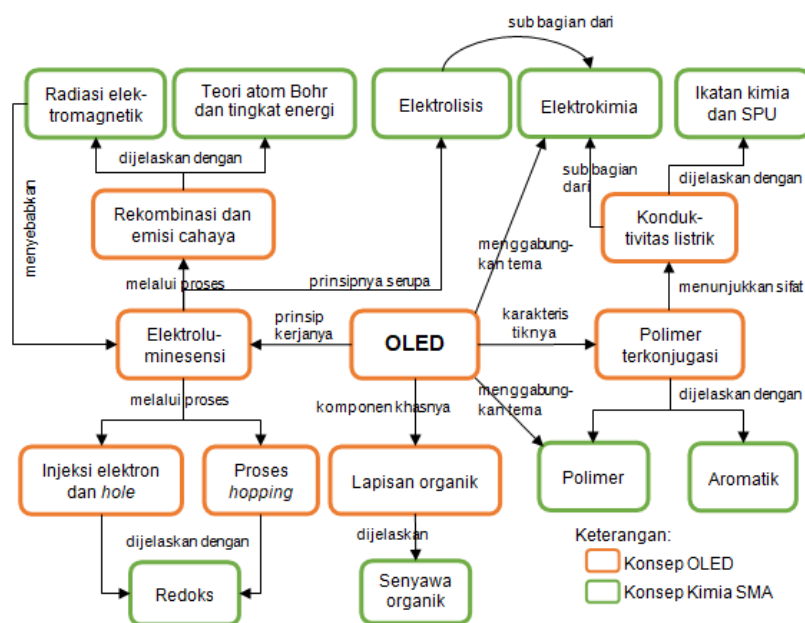 sub bagian dari
Radiasi elek-
tromagnetik
Teori atom Bohr
dan tingkat energi
Elektrolisis
Elektrokimia
Ikatan kimia
dan SPU
dijelaskan dengan
sub bagian
dari
dijelaskan dengan
menyebabkan
Rekombinasi dan
emisi cahaya
Konduk-
tivitas listrik
menggabung-
kan tema
melalui proses
prinsipnya serupa
menunjukkan sifat
Elektrolu-
minesensi
prinsip
kerjanya
OLED
karakteris
tiknya
Polimer
terkonjugasi
melalui proses
komponen khasnya
menggabung-
kan tema
dijelaskan dengan
Injeksi elektron
dan hole
Proses
hopping
Lapisan organik
Polimer
Aromatik
dijelaskan dengan
dijelaskan
Keterangan:
Konsep OLED
Konsep Kimia SMA
Redoks
Senyawa
organik